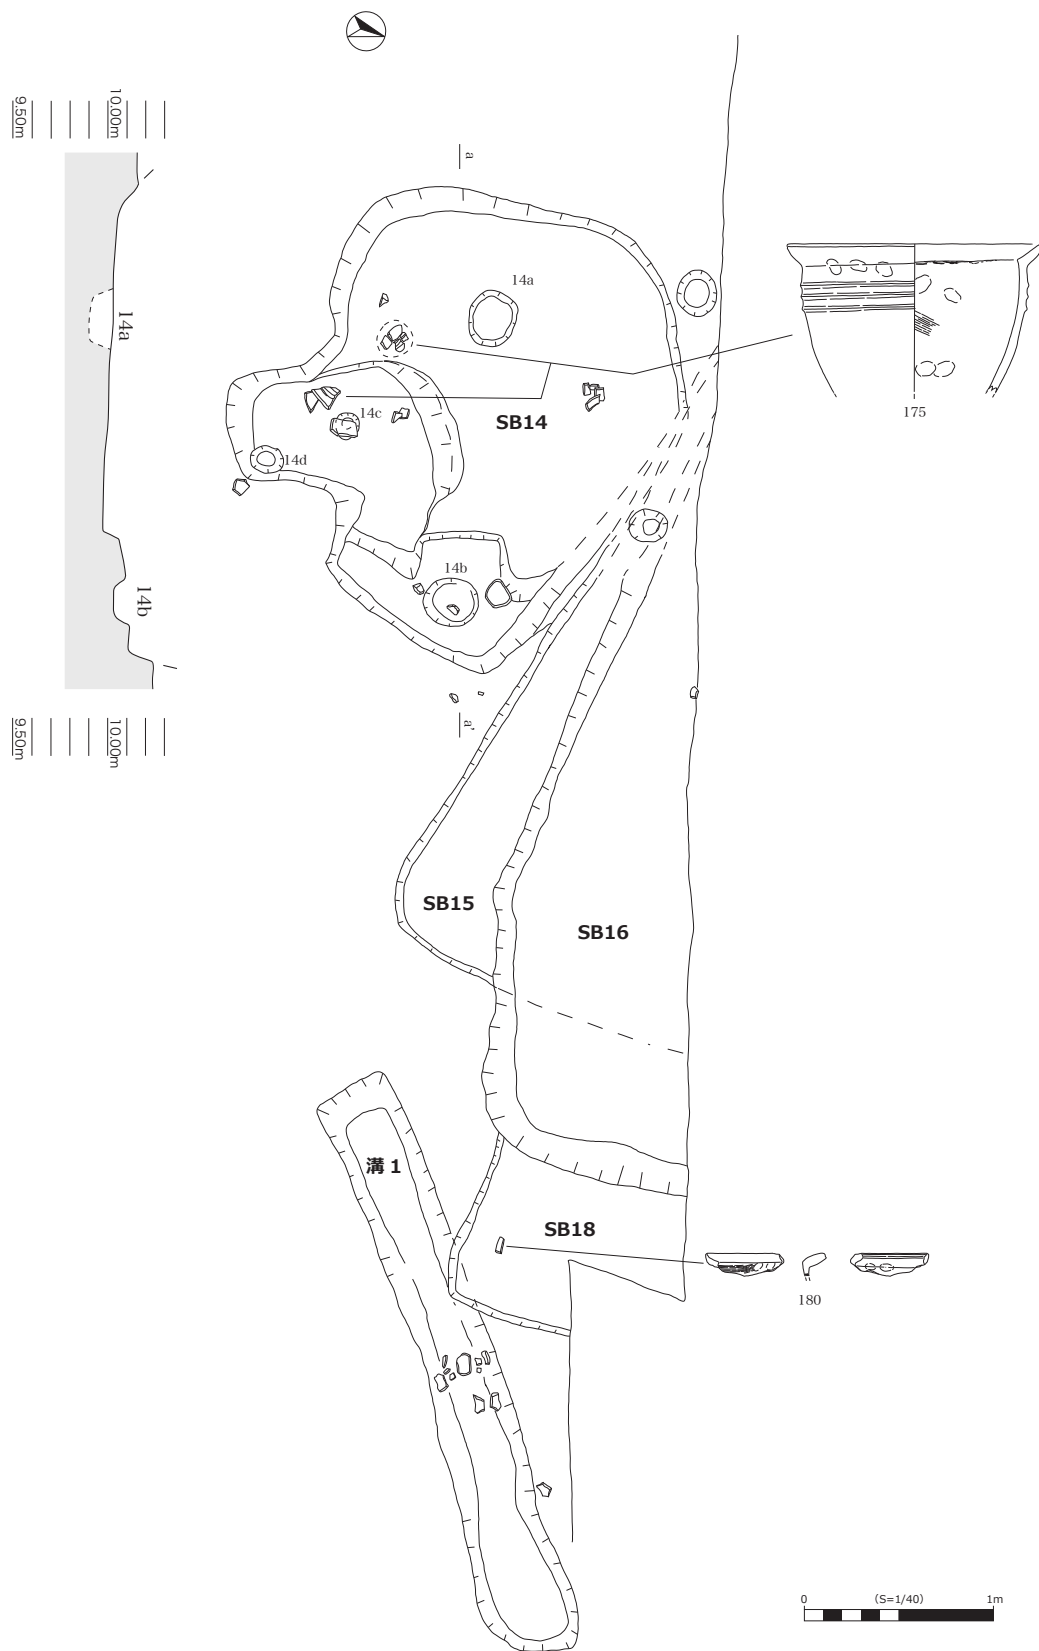 9.50m
10.00m
a
14a
14a
175
14c
SB14
14d
14b
14b
a'
9.50m
10.00m
SB15
SB16
溝 1
SB18
180
0 (S=1/40) 1m